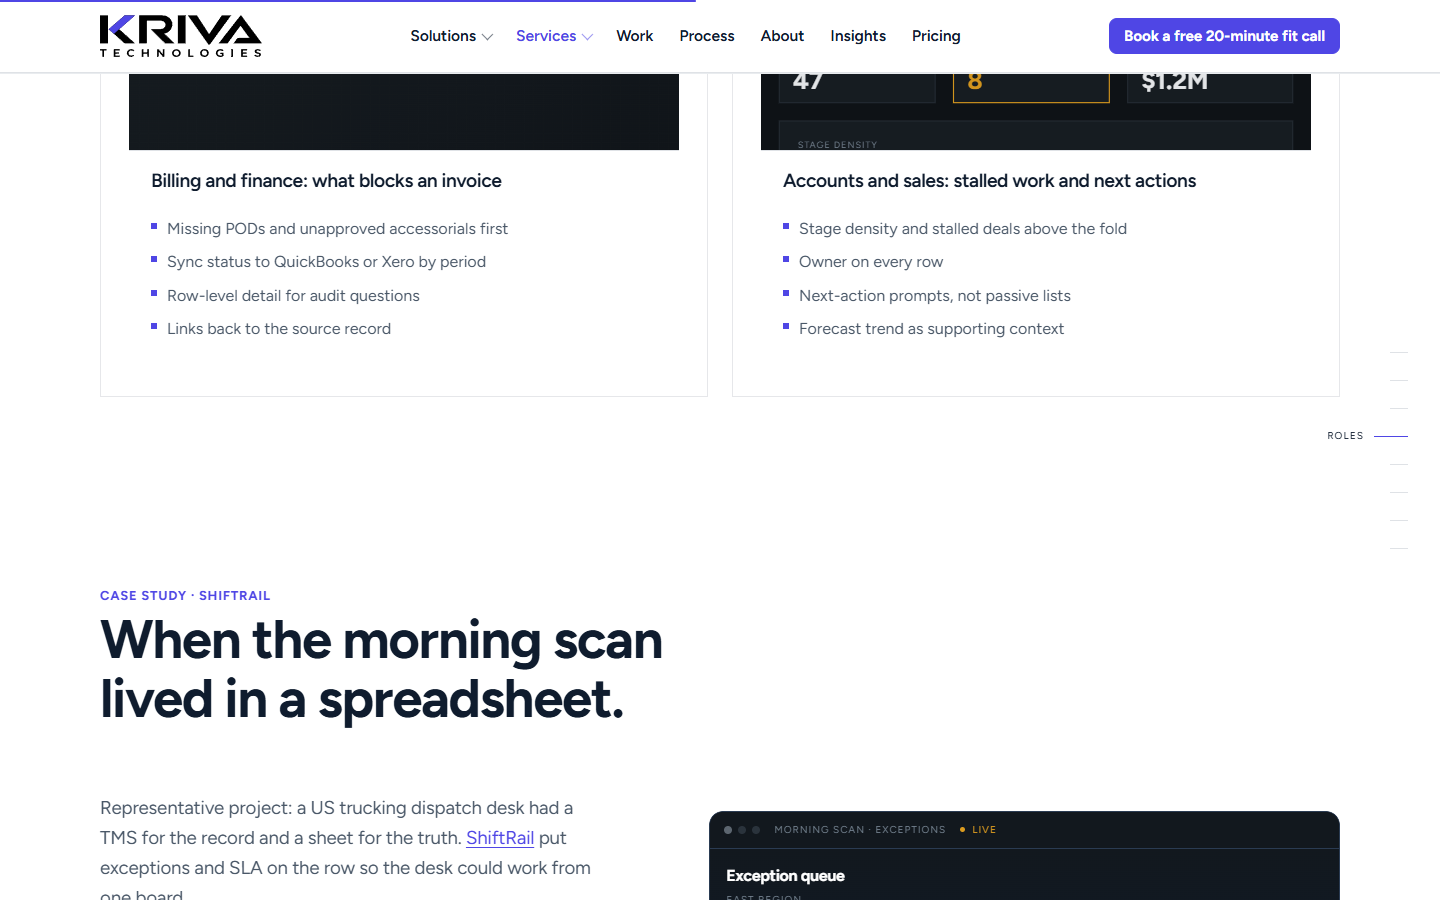 KRIVA
TECHNOLOGIES
Solutions
Services
Work
Process
About
Insights
Pricing
Book a free 20-minute fit call
47
8
$1.2M
STAGE DENSITY
Billing and finance: what blocks an invoice
Missing PODs and unapproved accessorials first
Sync status to QuickBooks or Xero by period
Row-level detail for audit questions
Links back to the source record
Accounts and sales: stalled work and next actions
Stage density and stalled deals above the fold
Owner on every row
Next-action prompts, not passive lists
Forecast trend as supporting context
ROLES
CASE STUDY · SHIFTRAIL
When the morning scan
lived in a spreadsheet.
Representative project: a US trucking dispatch desk had a
TMS for the record and a sheet for the truth. ShiftRail put
exceptions and SLA on the row so the desk could work from
one board
MORNING SCAN · EXCEPTIONS
LIVE
Exception queue
EAST REGION